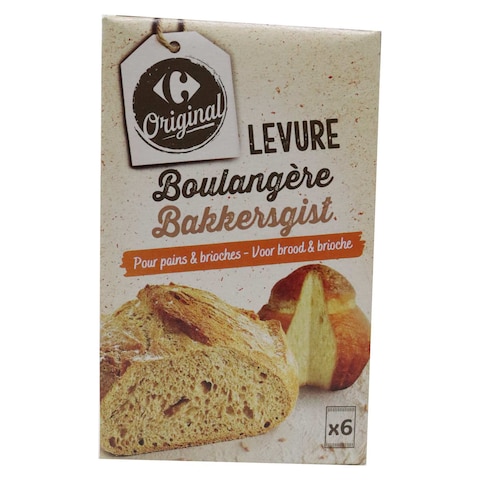 Original
LEVURE
Boulangère
Bakkersgist
Pour pains & brioches - Voor brood & brioche
x6